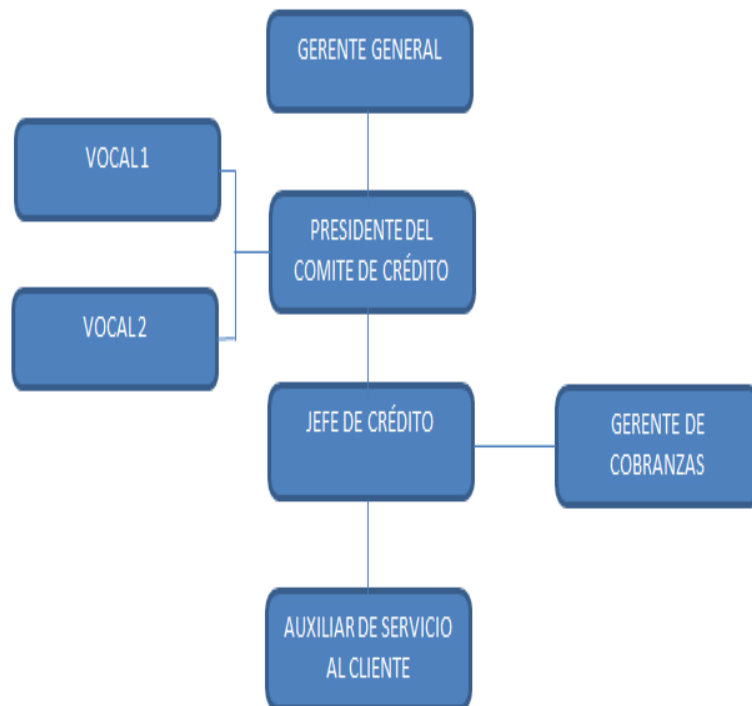 GERENTE GENERAL
VOCAL 1
PRESIDENTE DEL
COMITE DE CRÉDITO
VOCAL 2
JEFE DE CRÉDITO
GERENTE DE
COBRANZAS
AUXILIAR DE SERVICIO
AL CLIENTE